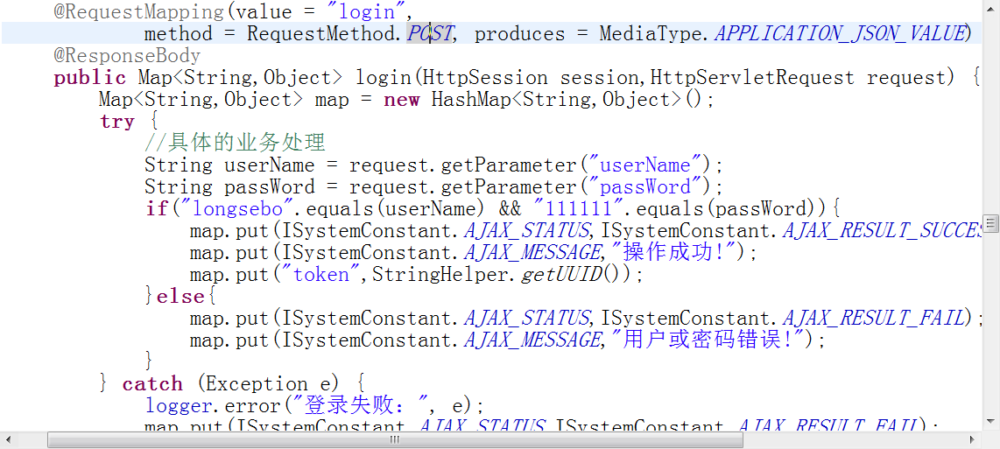 @RequestMapping(value = "login",
method = RequestMethod.POST, produces = MediaType.APPLICATION_JSON_VALUE)
@ResponseBody
public Map<String,Object> login(HttpSession session,HttpServletRequest request) {
Map<String,Object> map = new HashMap<String,Object>();
try {
//具体的业务处理
String userName = request.getParameter("userName");
String passWord = request.getParameter("passWord");
if("longsebo".equals(userName) && "111111".equals(passWord)){
map.put(ISystemConstant.AJAX_STATUS,ISystemConstant.AJAX_RESULT_SUCCES
map.put(ISystemConstant.AJAX_MESSAGE,"操作成功!");
map.put("token",StringHelper.getUUID());
}else{
map.put(ISystemConstant.AJAX_STATUS,ISystemConstant.AJAX_RESULT_FAIL);
map.put(ISystemConstant.AJAX_MESSAGE,"用户或密码错误!");
}
} catch (Exception e) {
logger.error("登录失败：", e);
map.put(ISystemConstant.AJAX_STATUS,ISystemConstant.AJAX_RESULT_FAIL);